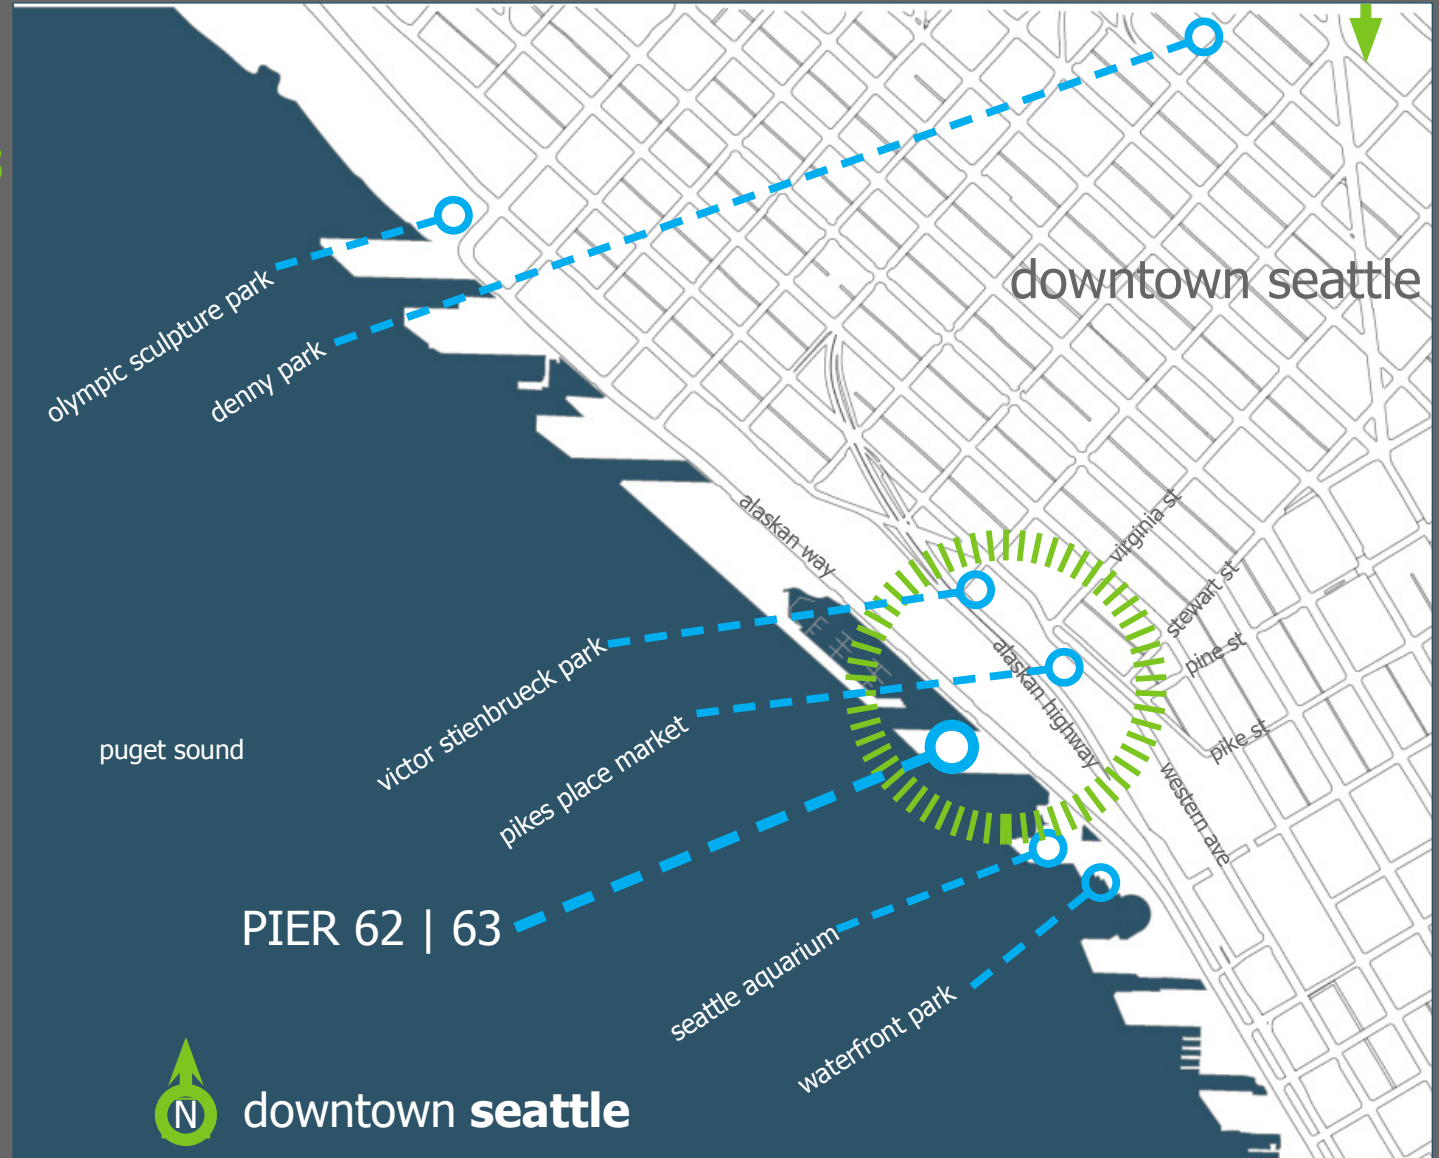 downtown seattle
olympic sculpture park
denny park
alaskan way
virginia st
stewart st
pine st
alaskan highway
pike st
western ave
victor stienbrueck park
pikes place market
puget sound
PIER 62 | 63
seattle aquarium
waterfront park
N
downtown seattle